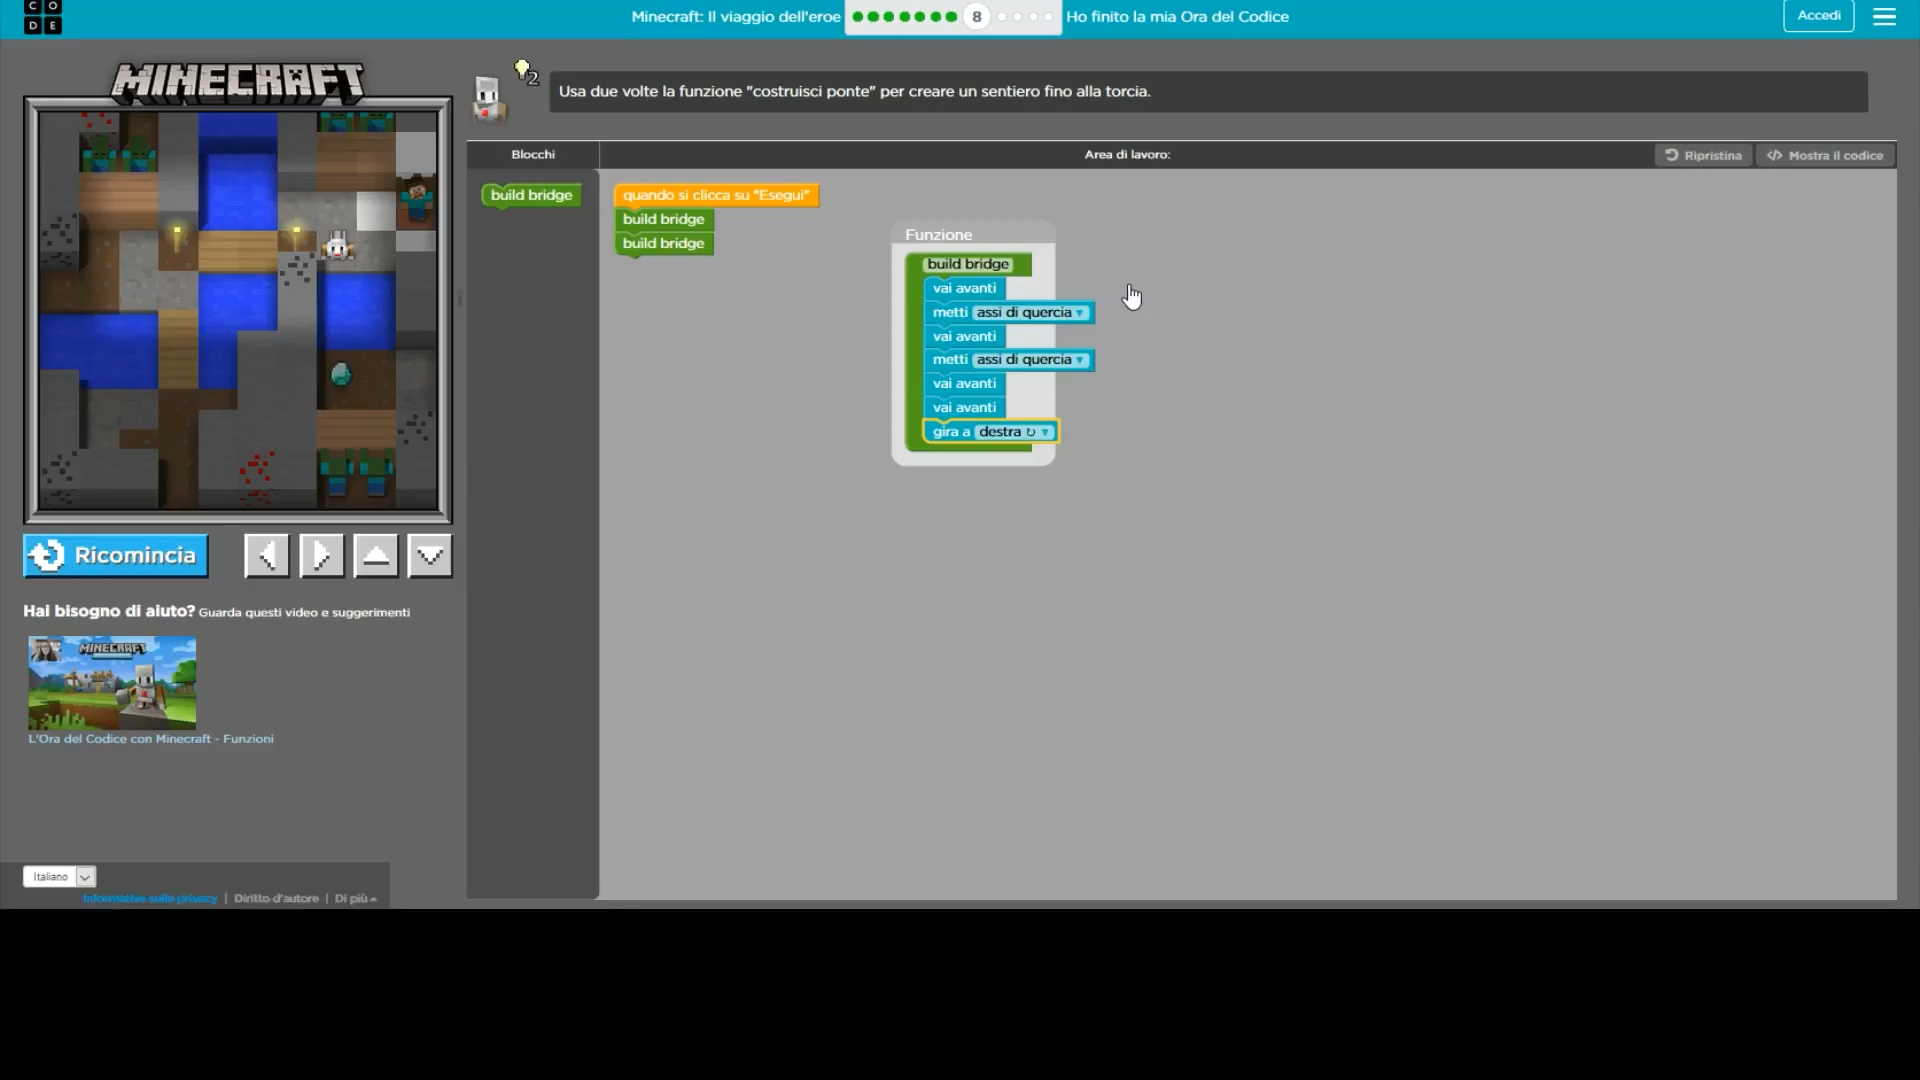 C O
D E
Minecraft: Il viaggio dell'eroe
8
Ho finito la mia Ora del Codice
Accedi
MINECRAFT
2
Usa due volte la funzione "costruisci ponte" per creare un sentiero fino alla torcia.
Blocchi
Area di lavoro:
Ripristina
Mostra il codice
build bridge
quando si clicca su "Esegui"
build bridge
build bridge
Funzione
build bridge
vai avanti
metti assi di quercia
vai avanti
metti assi di quercia
vai avanti
vai avanti
gira a destra ↻
Ricomincia
Hai bisogno di aiuto? Guarda questi video e suggerimenti
MINECRAFT
L'Ora del Codice con Minecraft - Funzioni
Italiano
Informativa sulla privacy | Diritto d'autore | Di più